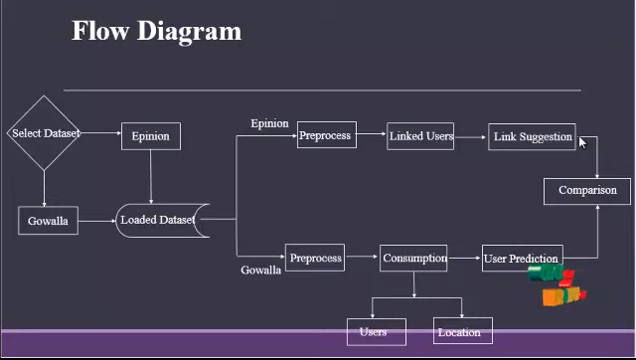 Flow Diagram
Select Dataset
Epinion
Gowalla
Loaded Dataset
Epinion
Preprocess
Linked Users
Link Suggestion
Comparison
Gowalla
Preprocess
Consumption
User Prediction
Users
Location